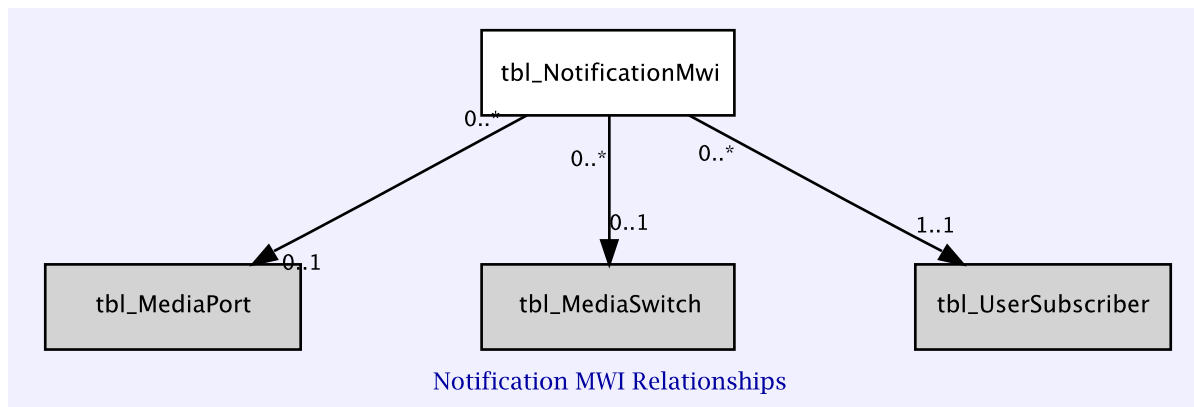 tbl_NotificationMwi
0..*
0..*
0..*
0..1
0..1
1..1
tbl_MediaPort
tbl_MediaSwitch
tbl_UserSubscriber
Notification MWI Relationships